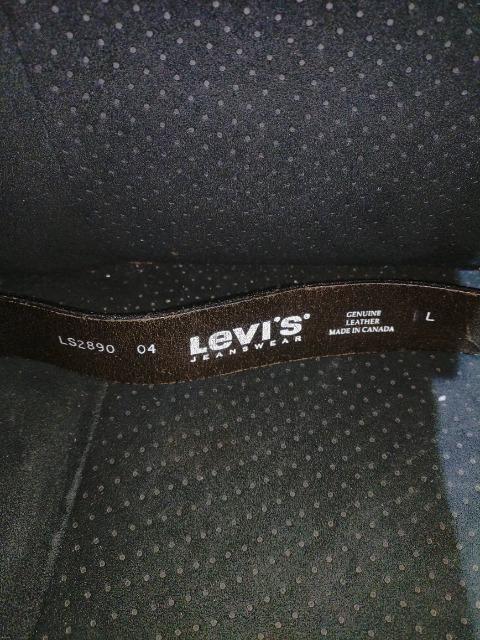 LS2890 04
Levi's®
JEANSWEAR
GENUINE
LEATHER
MADE IN CANADA
L